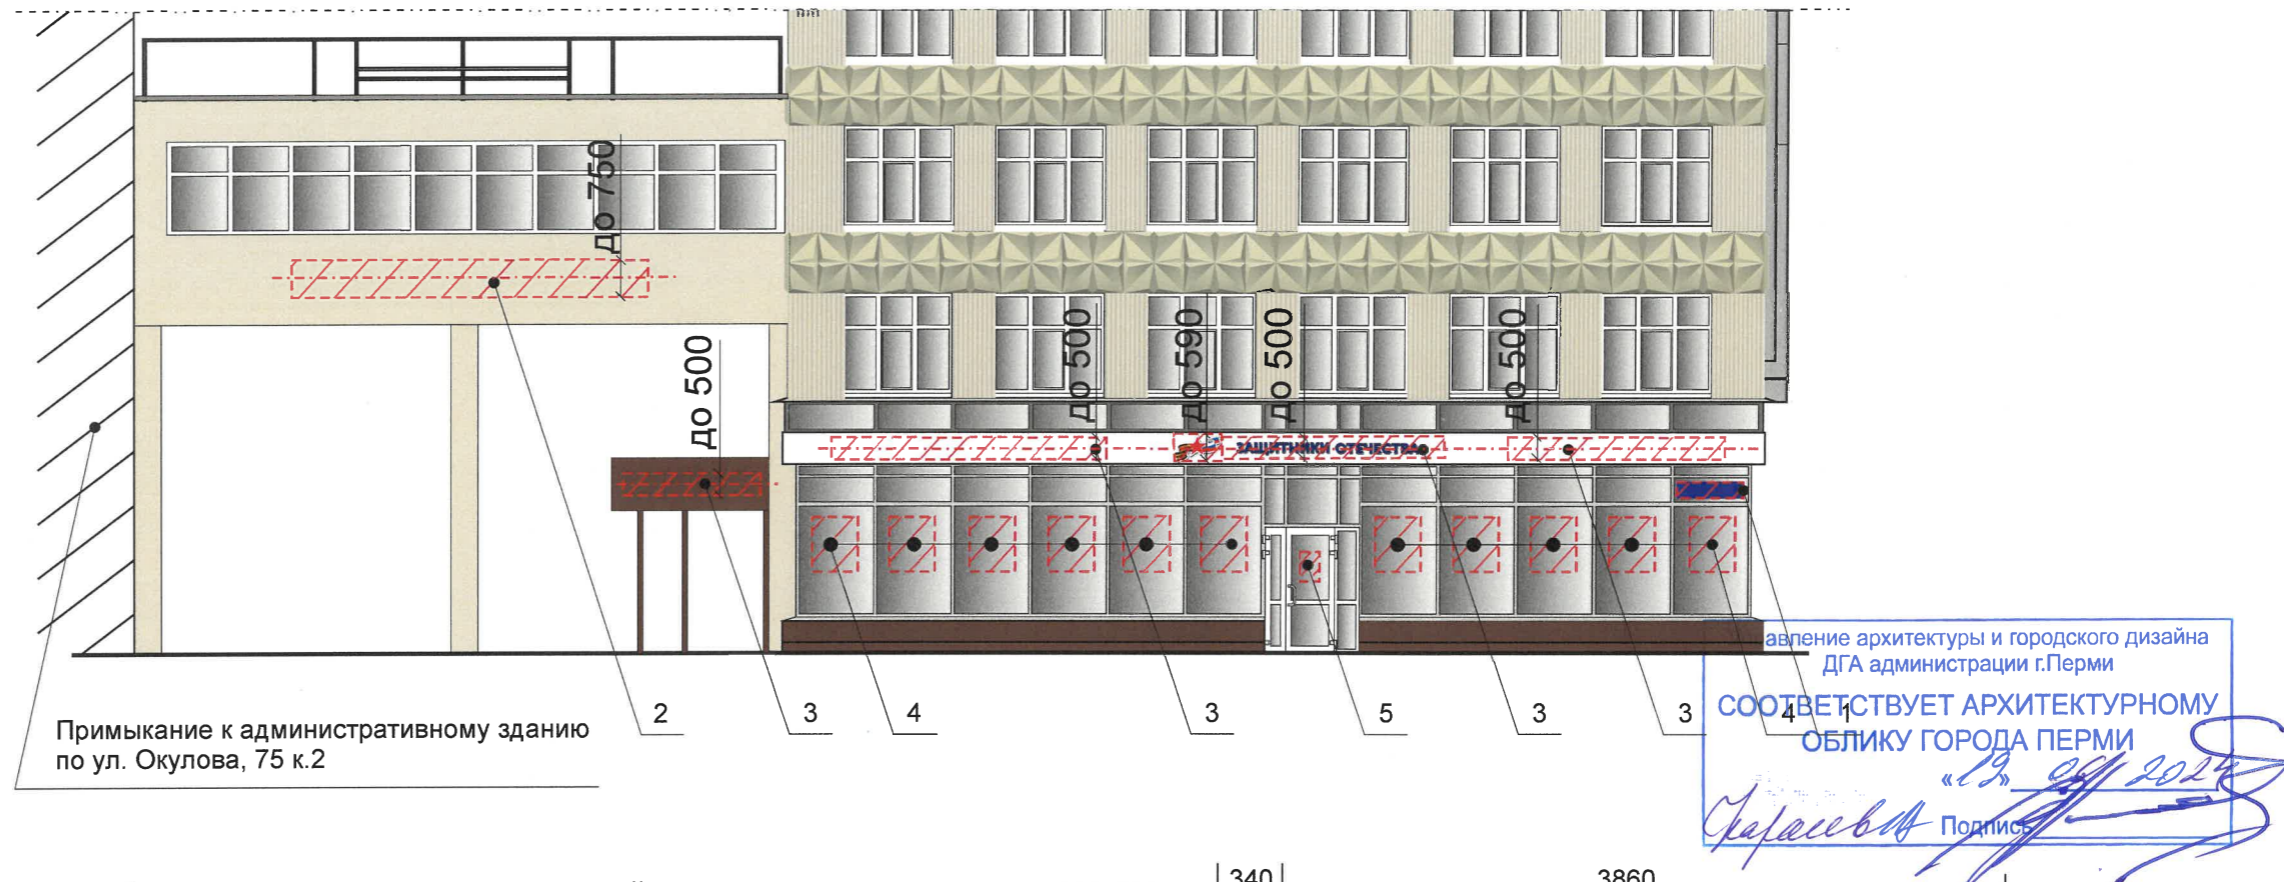 до 750
до 500
до 500
до 590
до 500
до 500
ЗАЩИТНИКИ ОТЕЧЕСТВА
2
3
4
3
5
3
3
4
1
Примыкание к административному зданию
по ул. Окулова, 75 к.2
авление архитектуры и городского дизайна
ДГА администрации г.Перми
СООТВЕТСТВУЕТ АРХИТЕКТУРНОМУ
ОБЛИКУ ГОРОДА ПЕРМИ
Подпись
340
3860